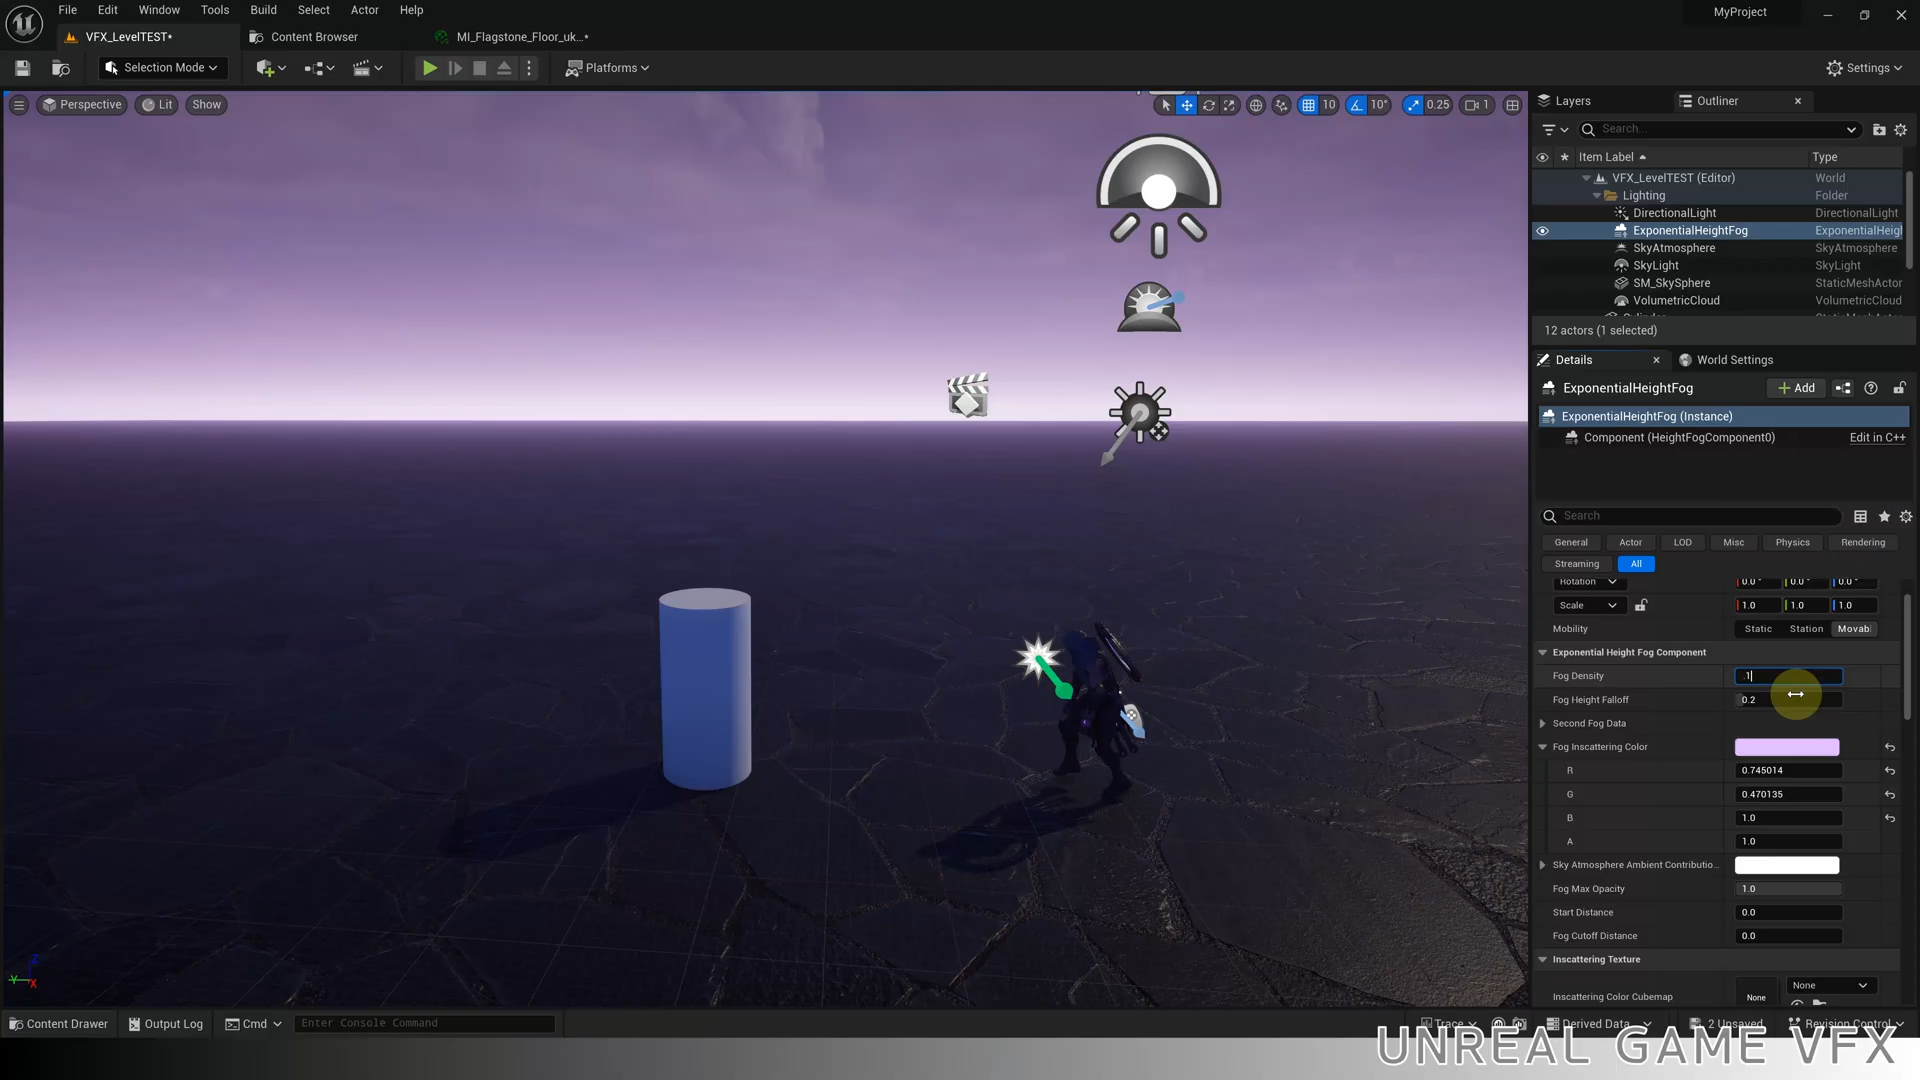 File Edit Window Tools Build Select Actor Help
MyProject
VFX_LevelTEST*
Content Browser
MI_Flagstone_Floor_uk...*
Selection Mode
Platforms
Settings
Perspective
Lit
Show
10
10°
0.25
1
Layers
Outliner
Search...
Item Label
Type
VFX_LevelTEST (Editor) World
Lighting Folder
DirectionalLight DirectionalLight
ExponentialHeightFog ExponentialHeigl
SkyAtmosphere SkyAtmosphere
SkyLight SkyLight
SM_SkySphere StaticMeshActor
VolumetricCloud VolumetricCloud
12 actors (1 selected)
Details
World Settings
ExponentialHeightFog
Add
ExponentialHeightFog (Instance)
Component (HeightFogComponent0) Edit in C++
Search
General Actor LOD Misc Physics Rendering
Streaming All
Rotation 0.0° 0.0° 0.0°
Scale 1.0 1.0 1.0
Mobility Static Station Movab
Exponential Height Fog Component
Fog Density .1
Fog Height Falloff 0.2
Second Fog Data
Fog Inscattering Color
R 0.745014
G 0.470135
B 1.0
A 1.0
Sky Atmosphere Ambient Contributio...
Fog Max Opacity 1.0
Start Distance 0.0
Fog Cutoff Distance 0.0
Inscattering Texture
None
Inscattering Color Cubemap None
Z
Y
X
Content Drawer
Output Log
Cmd
Enter Console Command
Trace
Derived Data
2 Unsaved
Revision Control
UNREAL GAME VFX